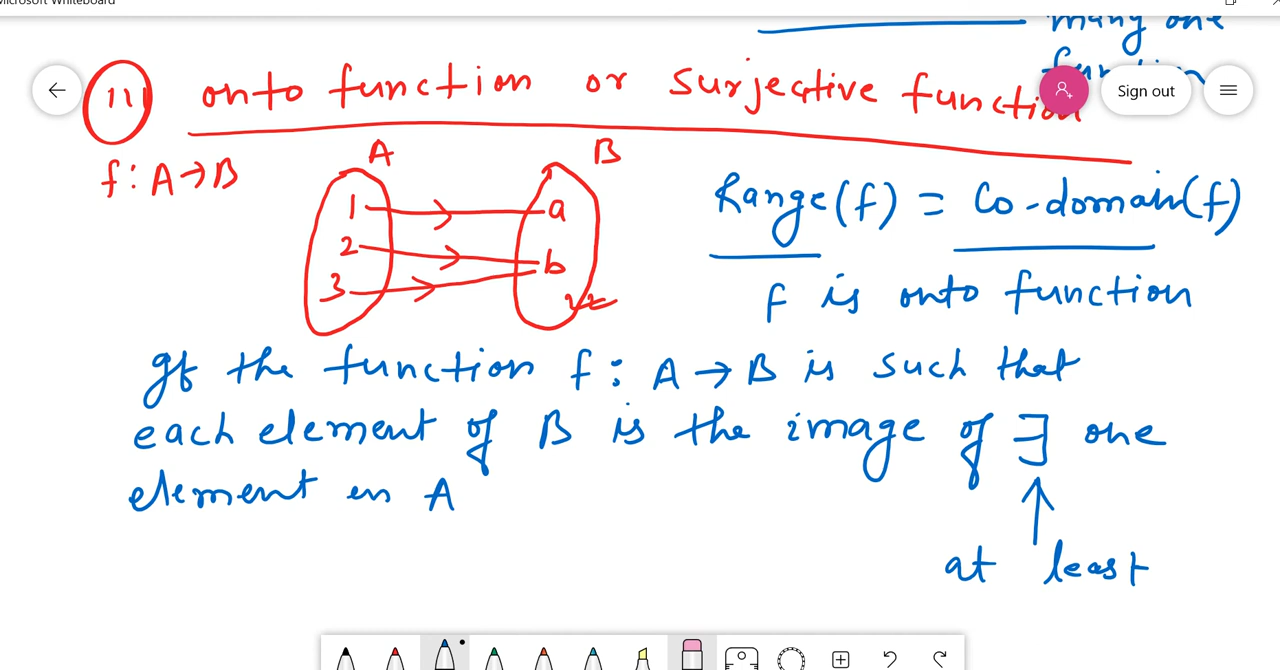 Microsoft Whiteboard
many one
function
Sign out
(iii) onto function or surjective function
f: A→B
A
B
1
a
2
b
3
Range(f) = Co-domain(f)
f is onto function
If the function f: A→B is such that
each element of B is the image of ∃ one
element in A
↑
at least